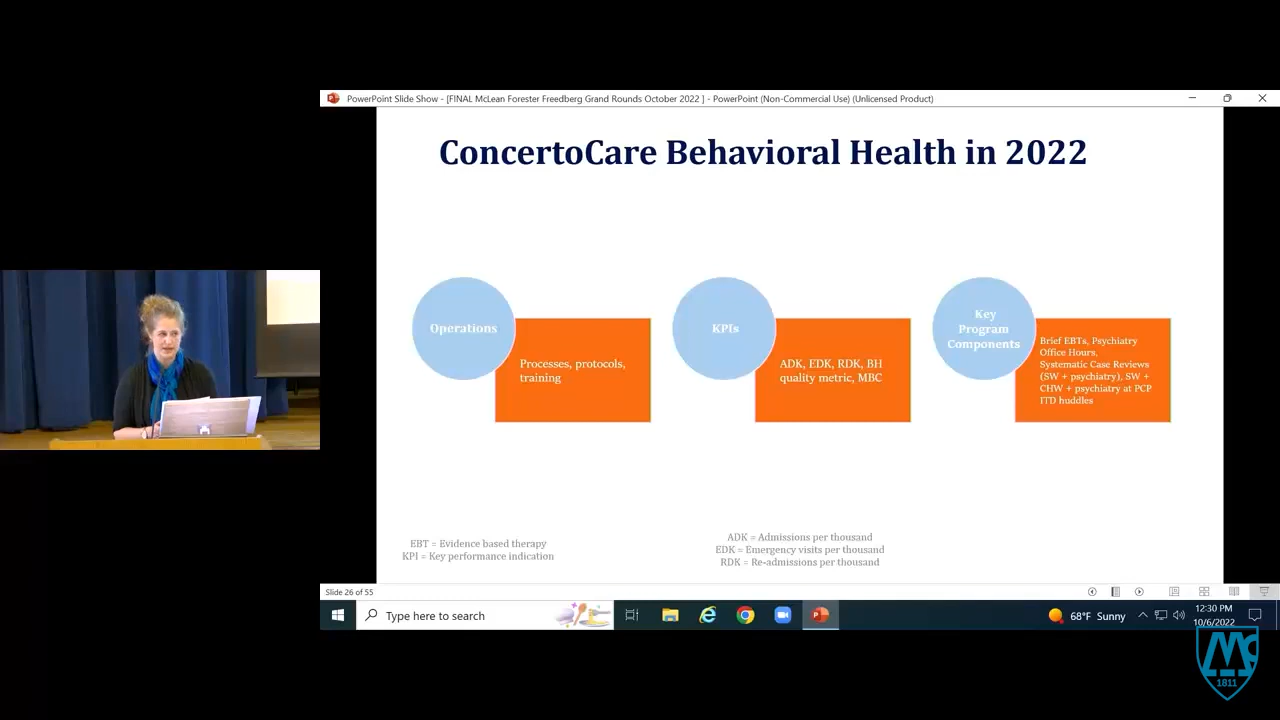 PowerPoint Slide Show - [FINAL McLean Forester Freedberg Grand Rounds October 2022 ] - PowerPoint (Non-Commercial Use) (Unlicensed Product)
ConcertoCare Behavioral Health in 2022
Operations
Processes, protocols,
training
KPIs
ADK, EDK, RDK, BH
quality metric, MBC
Key
Program
Components
Brief EBTs, Psychiatry
Office Hours,
Systematic Case Reviews
(SW + psychiatry), SW +
CHW + psychiatry at PCP
ITD huddles
EBT = Evidence based therapy
KPI = Key performance indication
ADK = Admissions per thousand
EDK = Emergency visits per thousand
RDK = Re-admissions per thousand
Slide 26 of 55
Type here to search
68°F Sunny
12:30 PM
10/6/2022
1811